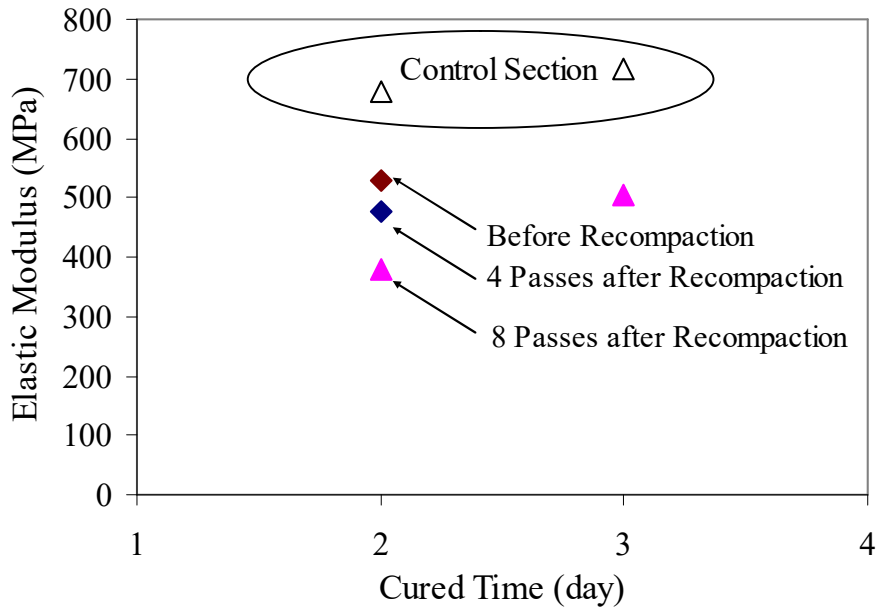 800
700
600
500
400
300
200
100
0
Elastic Modulus (MPa)
Control Section
Before Recompaction
4 Passes after Recompaction
8 Passes after Recompaction
1
2
3
4
Cured Time (day)